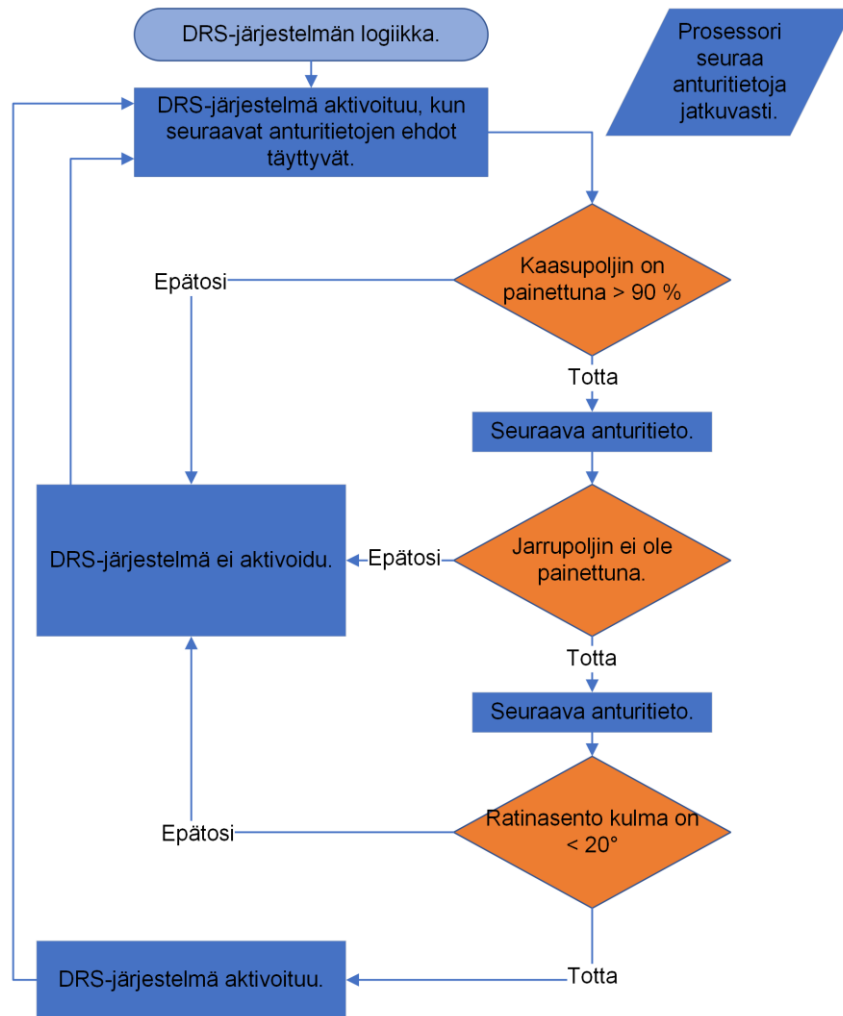 DRS-järjestelmän logiikka.
Prosessori
seuraa
anturitietoja
jatkuvasti.
DRS-järjestelmä aktivoituu, kun
seuraavat anturitietojen ehdot
täyttyvät.
Kaasupoljin on
painettuna > 90 %
Epätosi
Totta
Seuraava anturitieto.
Jarrupoljin ei ole
painettuna.
Epätosi
DRS-järjestelmä ei aktivoidu.
Totta
Seuraava anturitieto.
Ratinasento kulma on
< 20°
Epätosi
Totta
DRS-järjestelmä aktivoituu.